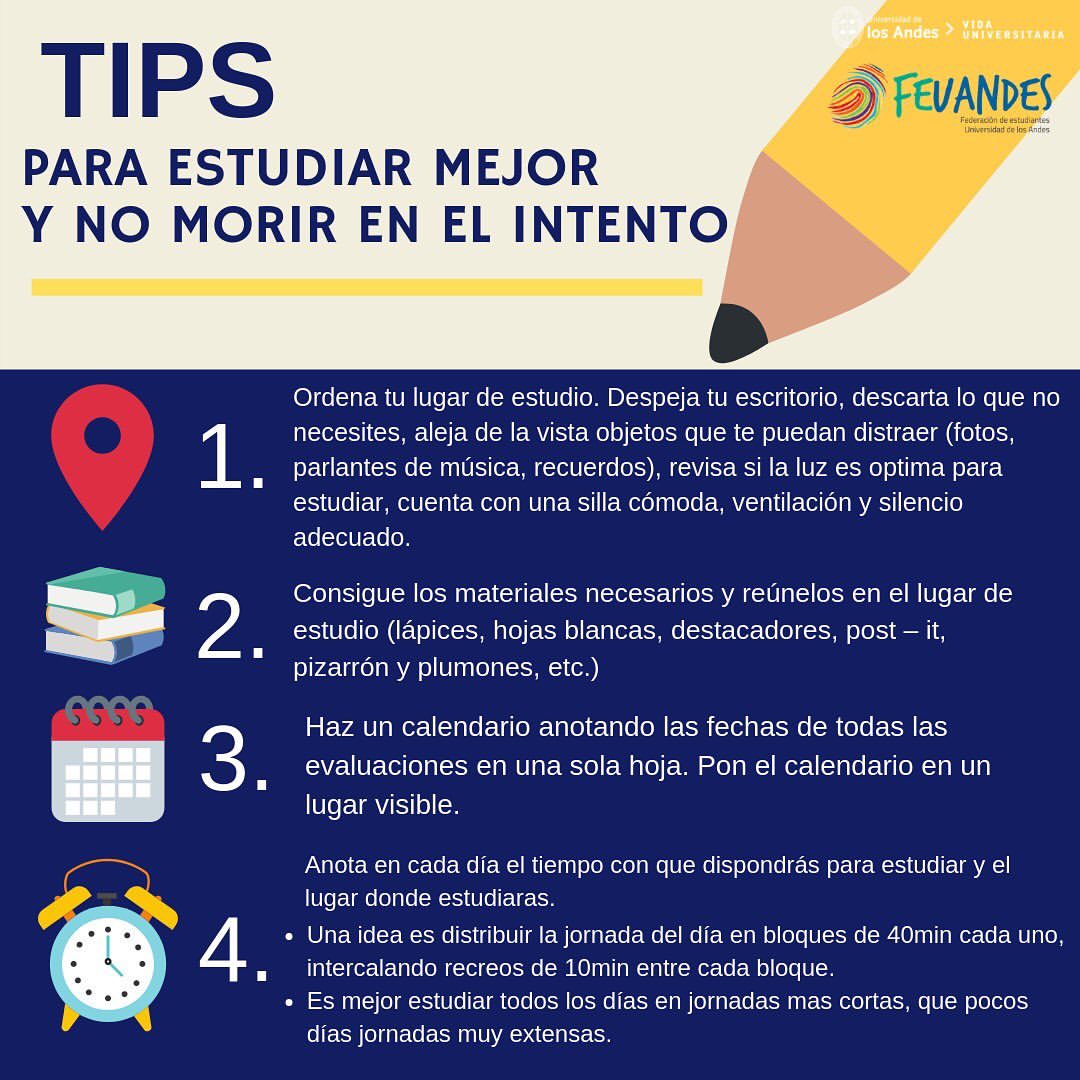 Universidad de
los Andes > VIDA
UNIVERSITARIA
FEUANDES
Federación de estudiantes
Universidad de los Andes
TIPS
PARA ESTUDIAR MEJOR
Y NO MORIR EN EL INTENTO
1.
Ordena tu lugar de estudio. Despeja tu escritorio, descarta lo que no
necesites, aleja de la vista objetos que te puedan distraer (fotos,
parlantes de música, recuerdos), revisa si la luz es optima para
estudiar, cuenta con una silla cómoda, ventilación y silencio
adecuado.
2.
Consigue los materiales necesarios y reúnelos en el lugar de
estudio (lápices, hojas blancas, destacadores, post – it,
pizarrón y plumones, etc.)
3.
Haz un calendario anotando las fechas de todas las
evaluaciones en una sola hoja. Pon el calendario en un
lugar visible.
4.
Anota en cada día el tiempo con que dispondrás para estudiar y el
lugar donde estudiaras.
• Una idea es distribuir la jornada del día en bloques de 40min cada uno,
intercalando recreos de 10min entre cada bloque.
• Es mejor estudiar todos los días en jornadas mas cortas, que pocos
días jornadas muy extensas.